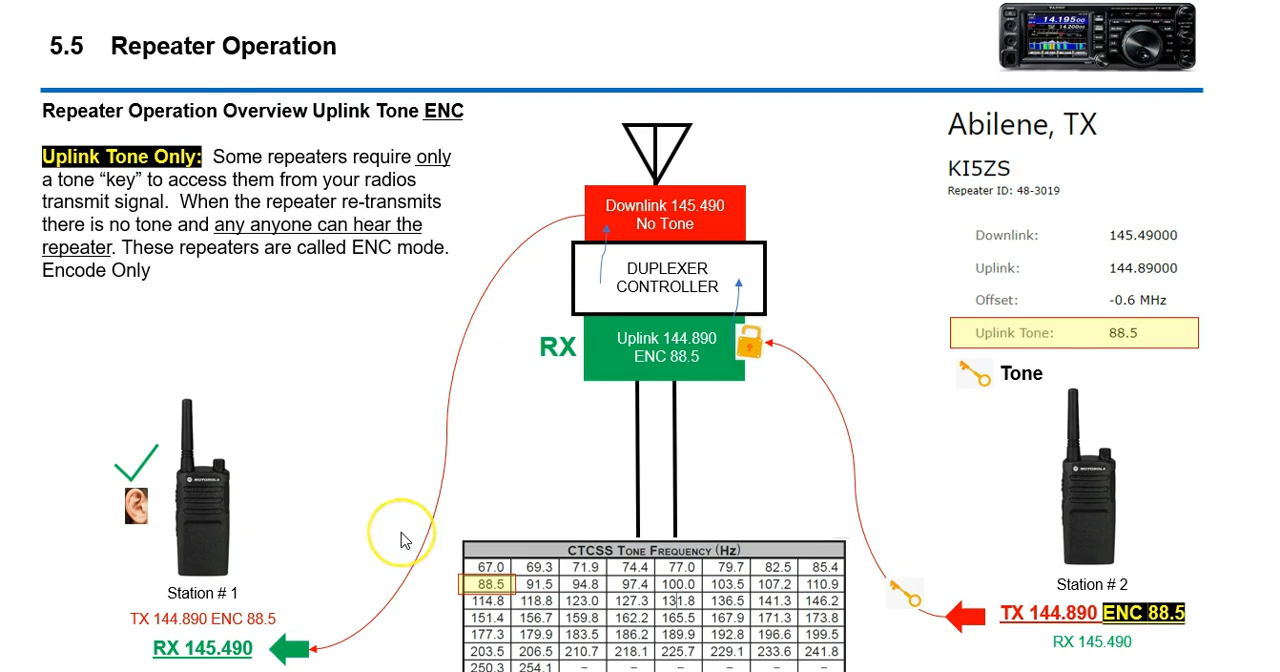 5.5 Repeater Operation
14.195.00
14.200.00
Repeater Operation Overview Uplink Tone ENC
Uplink Tone Only: Some repeaters require only
a tone “key” to access them from your radios
transmit signal. When the repeater re-transmits
there is no tone and any anyone can hear the
repeater. These repeaters are called ENC mode.
Encode Only
Downlink 145.490
No Tone
DUPLEXER
CONTROLLER
RX
Uplink 144.890
ENC 88.5
Abilene, TX
KI5ZS
Repeater ID: 48-3019
Downlink: 145.49000
Uplink: 144.89000
Offset: -0.6 MHz
Uplink Tone: 88.5
Tone
MOTOROLA
Station # 1
TX 144.890 ENC 88.5
RX 145.490
CTCSS TONE FREQUENCY (Hz)
67.0 69.3 71.9 74.4 77.0 79.7 82.5 85.4
88.5 91.5 94.8 97.4 100.0 103.5 107.2 110.9
114.8 118.8 123.0 127.3 131.8 136.5 141.3 146.2
151.4 156.7 159.8 162.2 165.5 167.9 171.3 173.8
177.3 179.9 183.5 186.2 189.9 192.8 196.6 199.5
203.5 206.5 210.7 218.1 225.7 229.1 233.6 241.8
250.3 254.1 – – – – – –
MOTOROLA
Station # 2
TX 144.890 ENC 88.5
RX 145.490